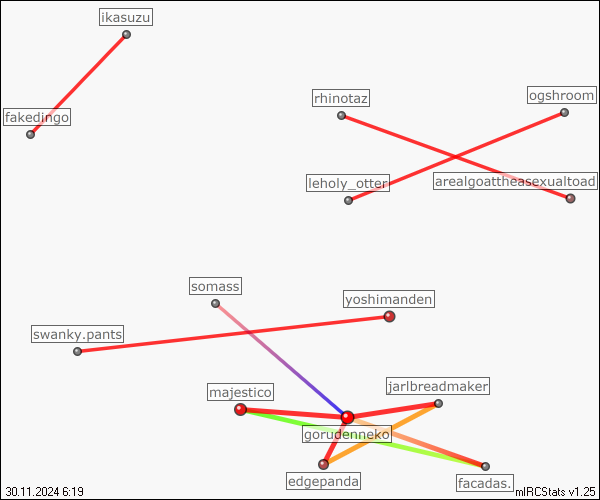 ikasuzu
fakedingo
rhinotaz
ogshroom
leholy_otter
arealgoattheasexualtoad
somass
yoshimanden
swanky.pants
majestico
jarlbreadmaker
gorudenneko
edgepanda
facadas.
30.11.2024 6:19
mIRCStats v1.25